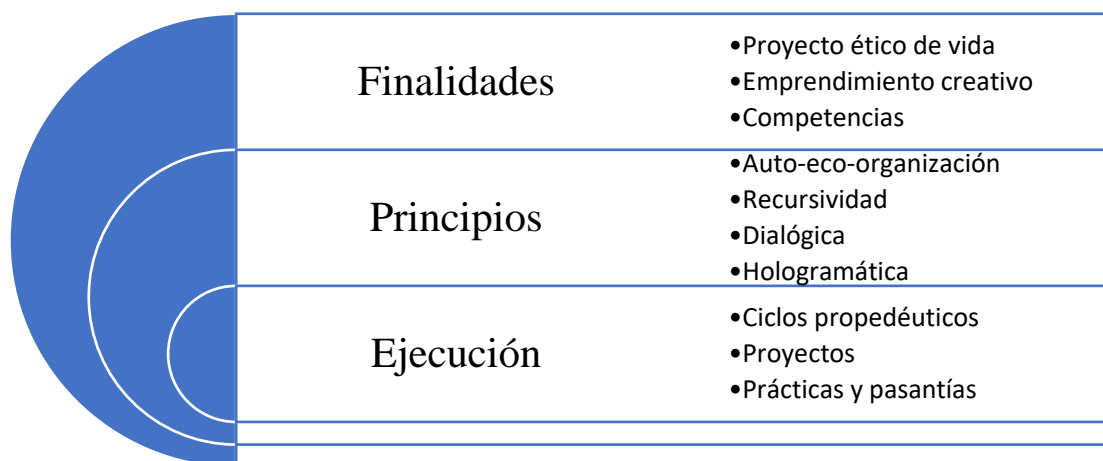 Finalidades
•Proyecto ético de vida
•Emprendimiento creativo
•Competencias
Principios
•Auto-eco-organización
•Recursividad
•Dialógica
•Hologramática
Ejecución
•Ciclos propedéuticos
•Proyectos
•Prácticas y pasantías